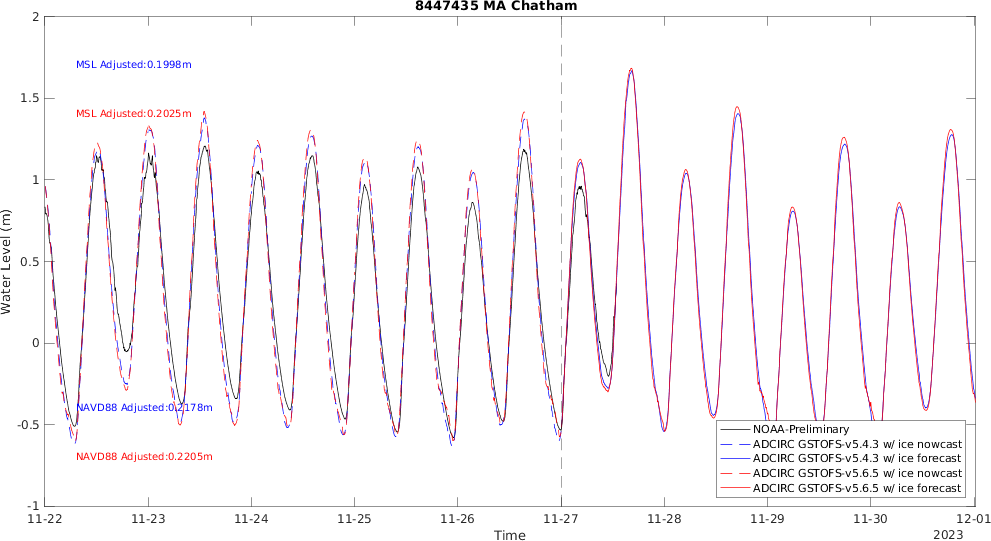 8447435 MA Chatham
2
1.5
1
0.5
0
-0.5
-1
Water Level (m)
MSL Adjusted:0.1998m
MSL Adjusted:0.2025m
NAVD88 Adjusted:0.2178m
NAVD88 Adjusted:0.2205m
NOAA-Preliminary
ADCIRC GSTOFS-v5.4.3 w/ ice nowcast
ADCIRC GSTOFS-v5.4.3 w/ ice forecast
ADCIRC GSTOFS-v5.6.5 w/ ice nowcast
ADCIRC GSTOFS-v5.6.5 w/ ice forecast
11-22 11-23 11-24 11-25 11-26 11-27 11-28 11-29 11-30 12-01
Time
2023